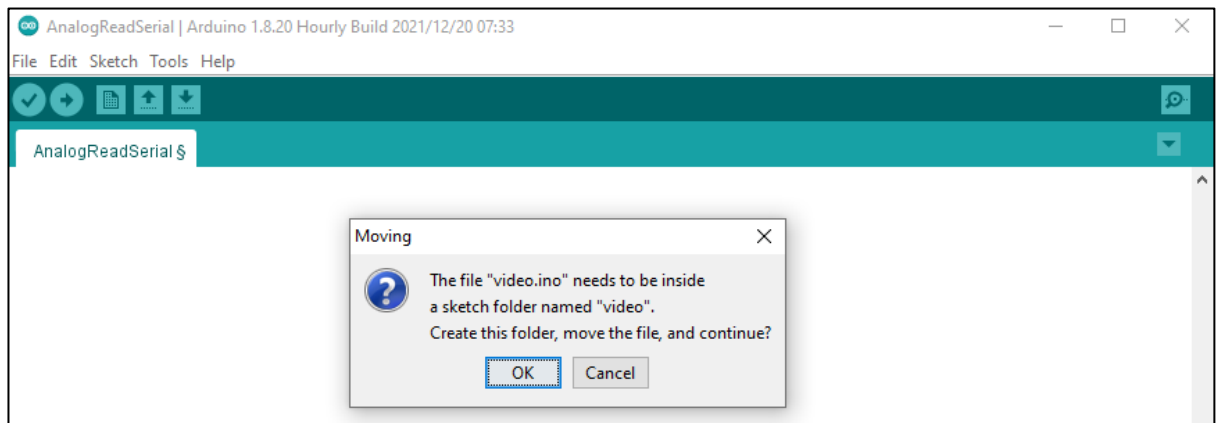 AnalogReadSerial | Arduino 1.8.20 Hourly Build 2021/12/20 07:33
File Edit Sketch Tools Help
AnalogReadSerial §
Moving
The file "video.ino" needs to be inside
a sketch folder named "video".
Create this folder, move the file, and continue?
OK Cancel